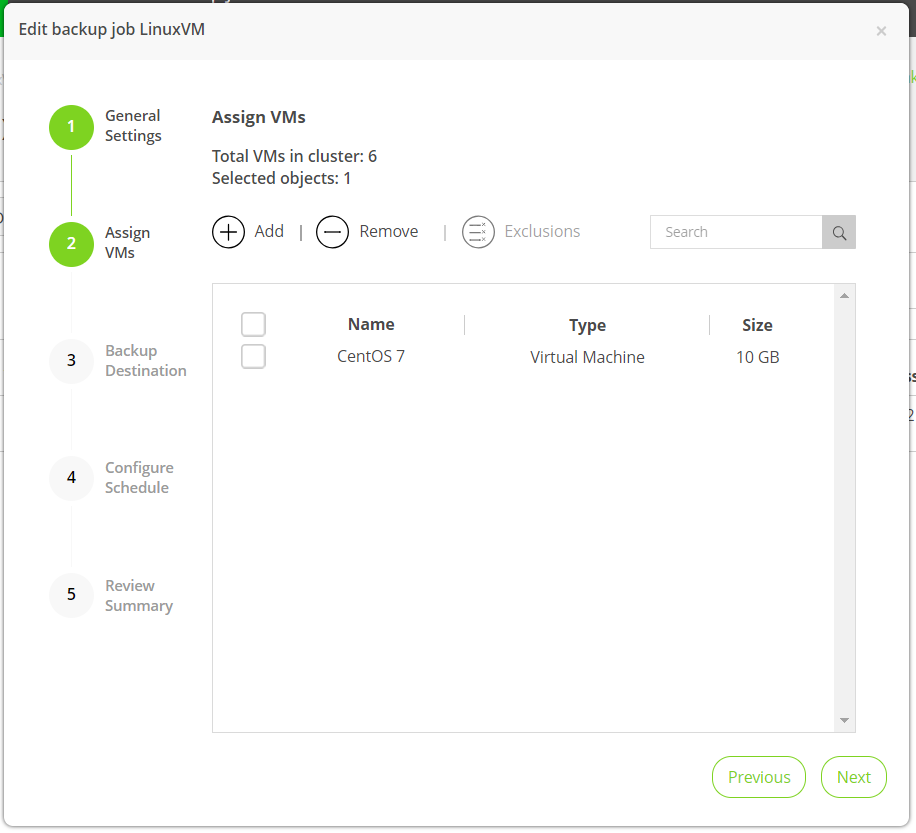 Edit backup job LinuxVM ×
1 General Settings
2 Assign VMs
3 Backup Destination
4 Configure Schedule
5 Review Summary
Assign VMs
Total VMs in cluster: 6
Selected objects: 1
Add | Remove | Exclusions Search
Name Type Size
CentOS 7 Virtual Machine 10 GB
Previous Next